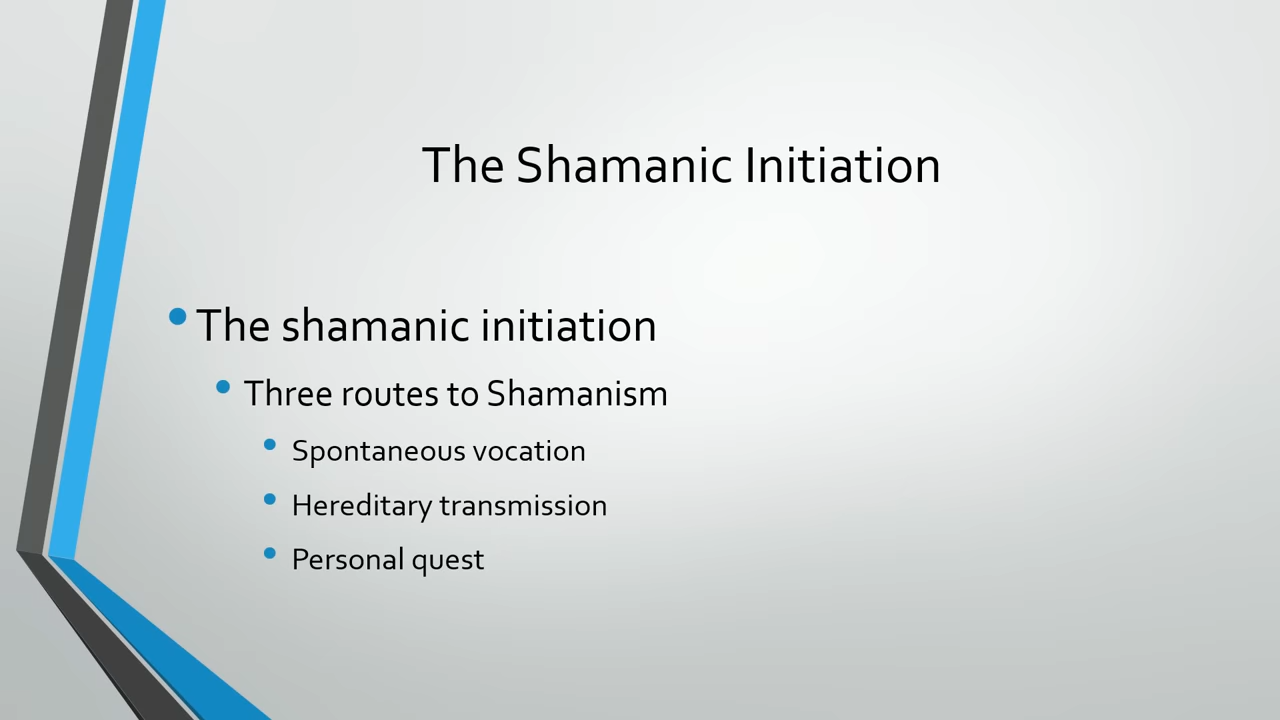 The Shamanic Initiation
The shamanic initiation
Three routes to Shamanism
Spontaneous vocation
Hereditary transmission
Personal quest